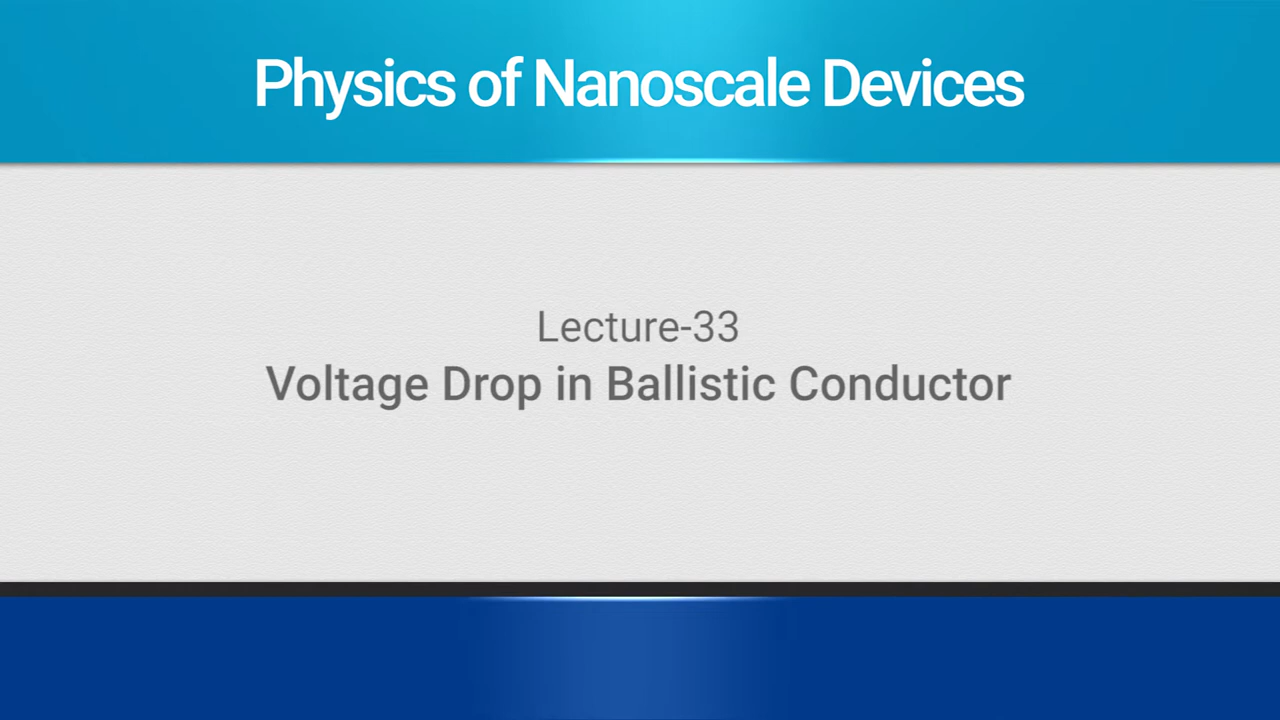 Physics of Nanoscale Devices
Lecture-33
Voltage Drop in Ballistic Conductor